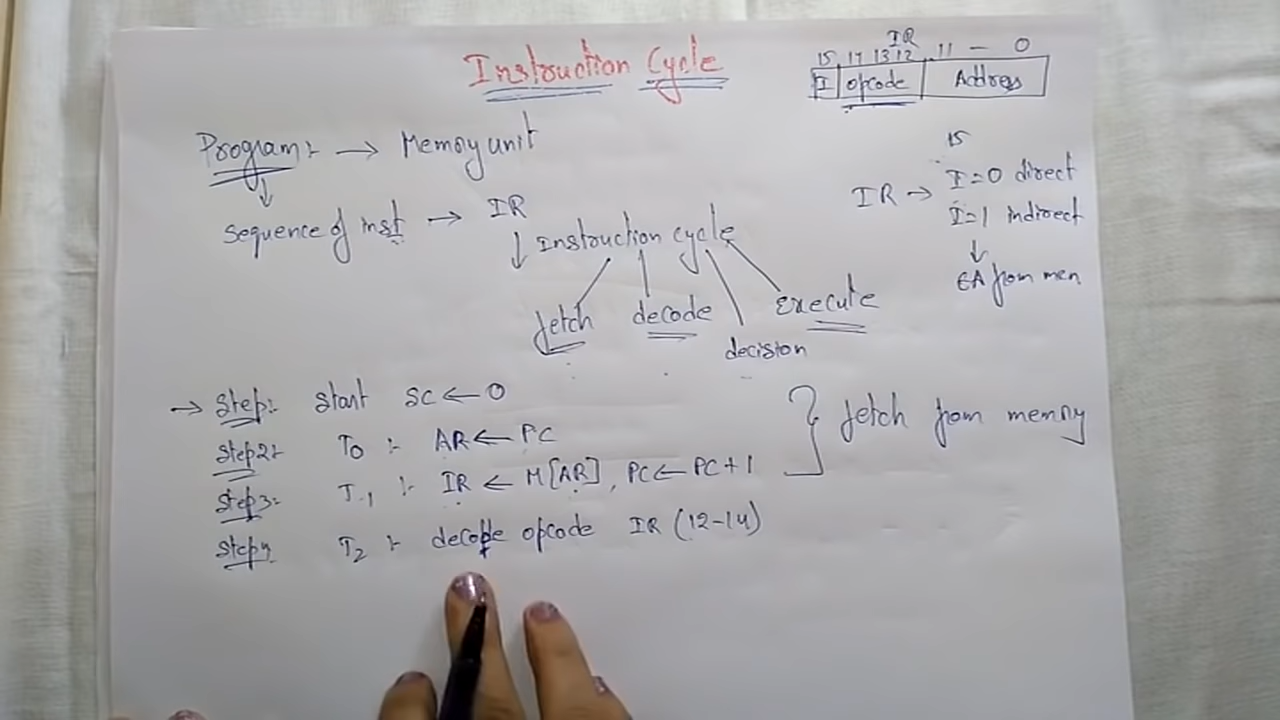 Instruction Cycle
IR
15 14 13 12 11 — 0
I opcode Address
Program:- → Memory unit
↓
Sequence of inst → IR
↓ Instruction cycle
fetch decode decision Execute
15
IR → I=0 direct
I=1 indirect
↓
EA from mem
→ Step:- Start SC ← 0
Step2:- T0 :- AR ← PC
Step3:- T1 :- IR ← M[AR], PC ← PC+1
} fetch from memory
Step4 T2 :- decode opcode IR (12-14)